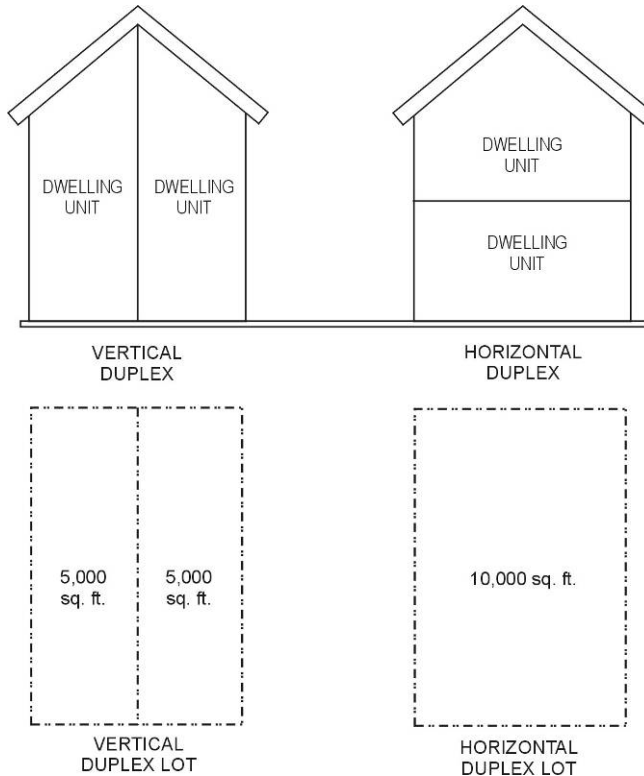 DWELLING
UNIT
DWELLING
UNIT
DWELLING
UNIT
DWELLING
UNIT
VERTICAL
DUPLEX
HORIZONTAL
DUPLEX
5,000
sq. ft.
5,000
sq. ft.
10,000 sq. ft.
VERTICAL
DUPLEX LOT
HORIZONTAL
DUPLEX LOT